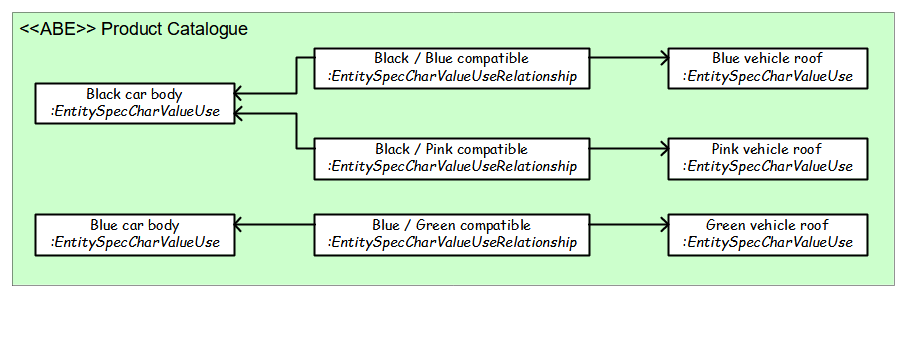 <<ABE>> Product Catalogue
Black / Blue compatible
:EntitySpecCharValueUseRelationship
Blue vehicle roof
:EntitySpecCharValueUse
Black car body
:EntitySpecCharValueUse
Black / Pink compatible
:EntitySpecCharValueUseRelationship
Pink vehicle roof
:EntitySpecCharValueUse
Blue car body
:EntitySpecCharValueUse
Blue / Green compatible
:EntitySpecCharValueUseRelationship
Green vehicle roof
:EntitySpecCharValueUse